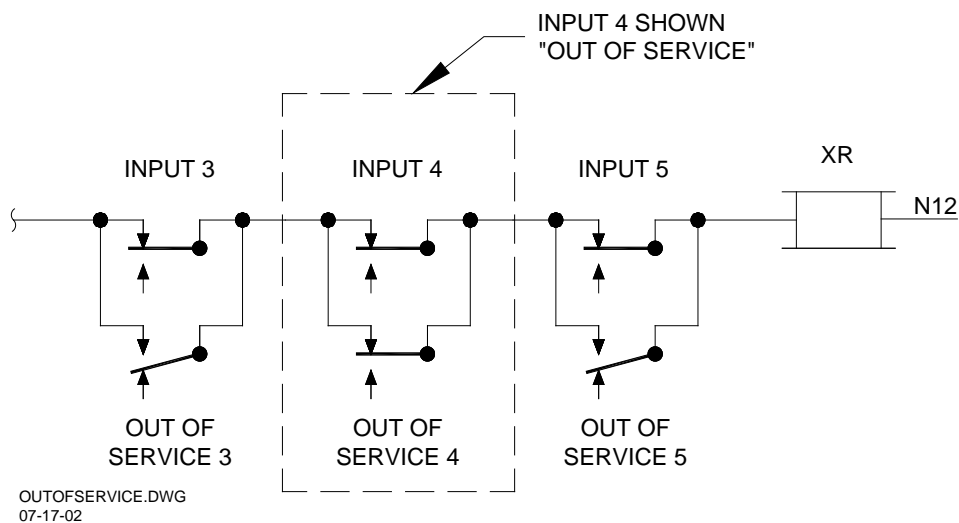 INPUT 4 SHOWN
"OUT OF SERVICE"
INPUT 3
INPUT 4
INPUT 5
XR
N12
OUT OF
SERVICE 3
OUT OF
SERVICE 4
OUT OF
SERVICE 5
OUTOFSERVICE.DWG
07-17-02